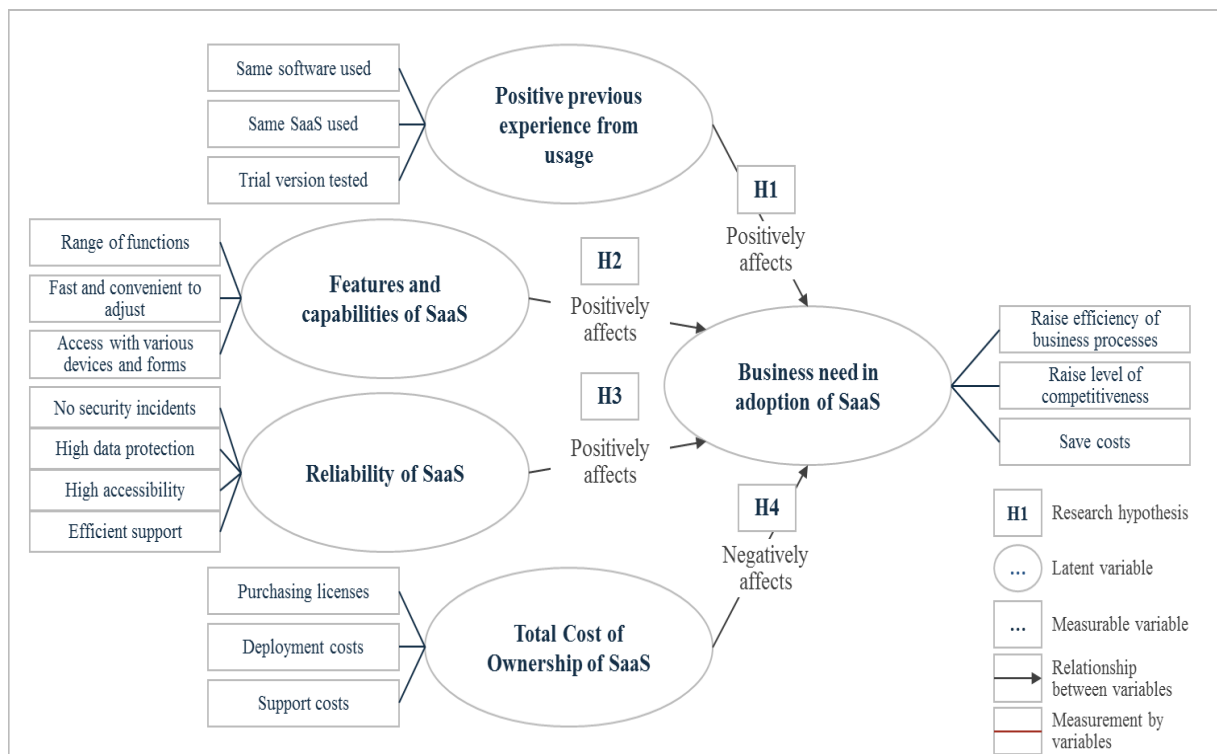 Same software used
Same SaaS used
Trial version tested
Positive previous
experience from
usage
H1
Positively
affects
Range of functions
Fast and convenient to
adjust
Access with various
devices and forms
Features and
capabilities of SaaS
H2
Positively
affects
No security incidents
High data protection
High accessibility
Efficient support
Reliability of SaaS
H3
Positively
affects
Purchasing licenses
Deployment costs
Support costs
Total Cost of
Ownership of SaaS
H4
Negatively
affects
Business need in
adoption of SaaS
Raise efficiency of
business processes
Raise level of
competitiveness
Save costs
H1
Research hypothesis
...
Latent variable
...
Measurable variable
Relationship
between variables
Measurement by
variables